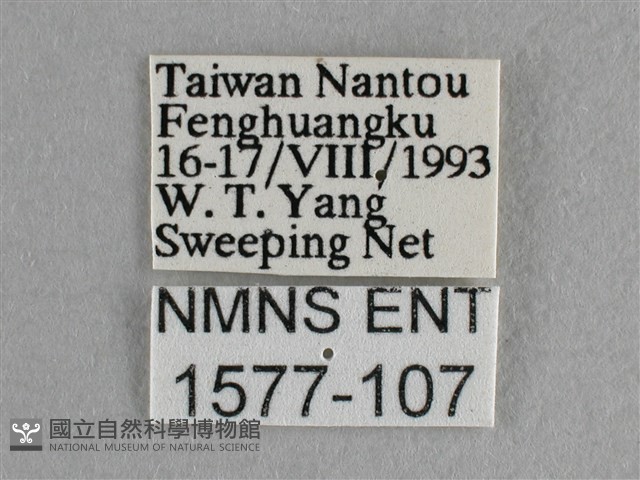 Taiwan Nantou
Fenghuangku
16-17/VIII/1993
W. T. Yang
Sweeping Net
NMNS ENT
1577-107
國立自然科學博物館
NATIONAL MUSEUM OF NATURAL SCIENCE